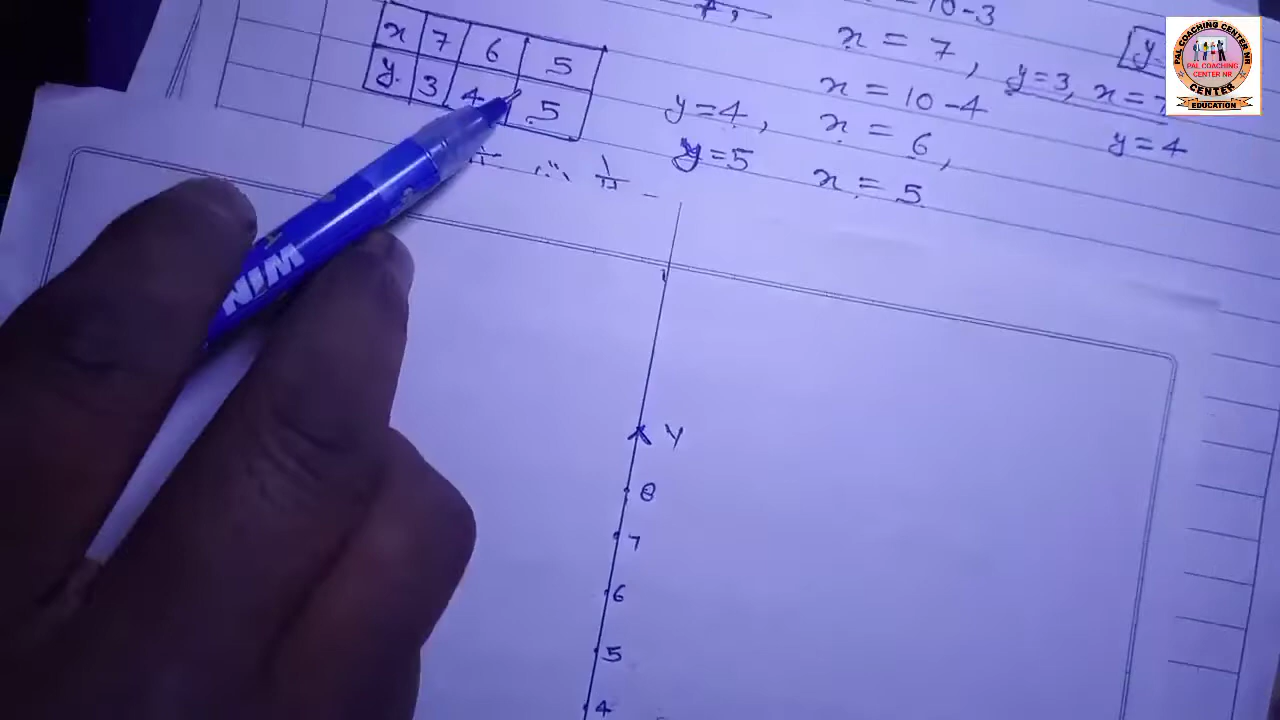 10-3
x = 7,
y=3, x=7
y=4, x = 10-4
x = 6,
y=4
y=5 x = 5
x 7 6 5
y 3 4 5
Y
8
7
6
5
4
WIN
PAL COACHING CENTER NR
PAL COACHING
CENTER NR
EDUCATION